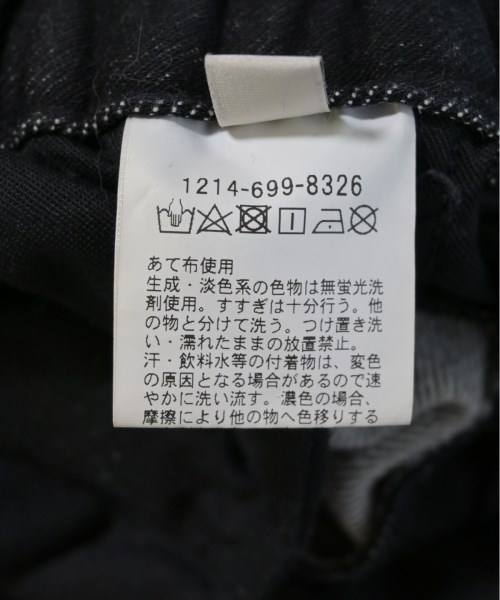 1214-699-8326
あて布使用
生成・淡色系の色物は無蛍光洗
剤使用。すすぎは十分行う。他
の物と分けて洗う。つけ置き洗
い・濡れたままの放置禁止。
汗・飲料水等の付着物は、変色
の原因となる場合があるので速
やかに洗い流す。濃色の場合、
摩擦により他の物へ色移りする